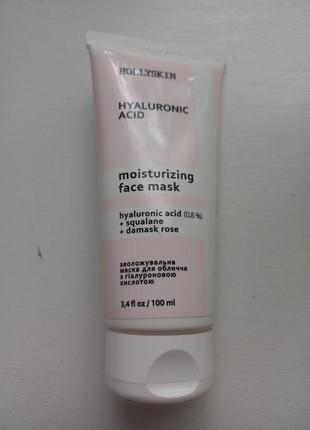 HOLLYSKIN
HYALURONIC
ACID
moisturizing
face mask
hyaluronic acid (0,8 %)
+ squalane
+ damask rose
зволожувальна
маска для обличчя
з гіалуроновою
кислотою
3,4 fl oz / 100 ml